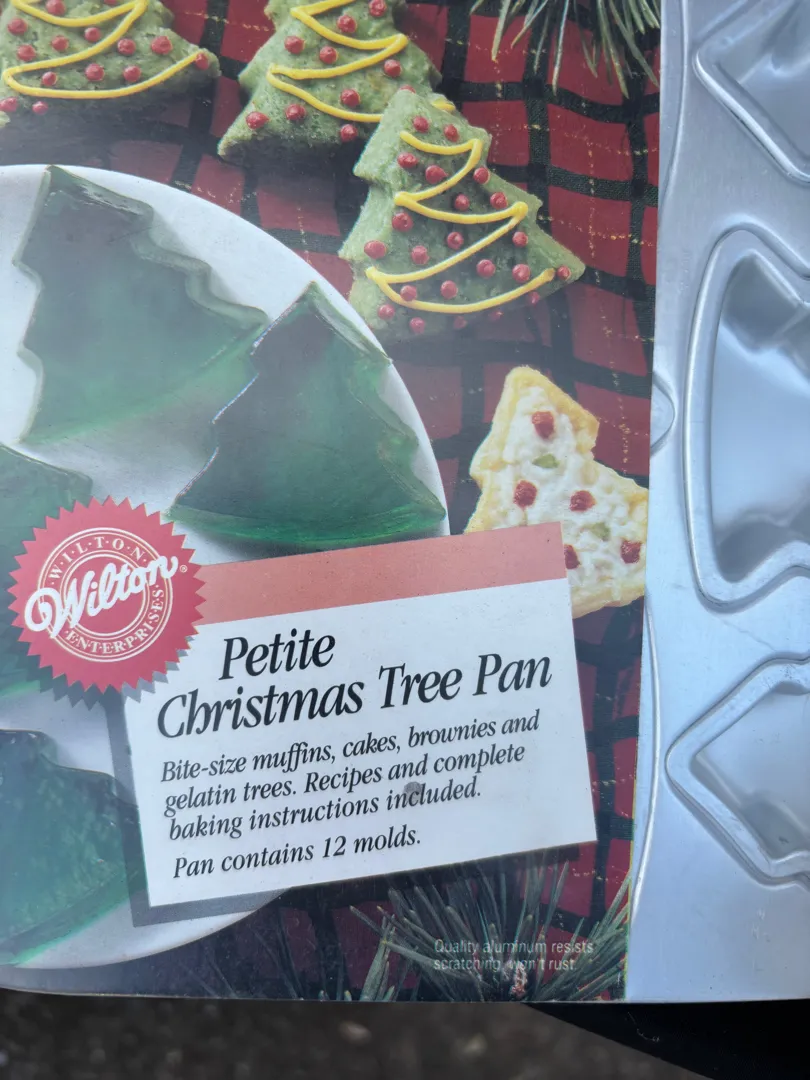 WILTON
Wilton®
ENTERPRISES
Petite
Christmas Tree Pan
Bite-size muffins, cakes, brownies and
gelatin trees. Recipes and complete
baking instructions included.
Pan contains 12 molds.
Quality aluminum resists
scratching, won't rust.